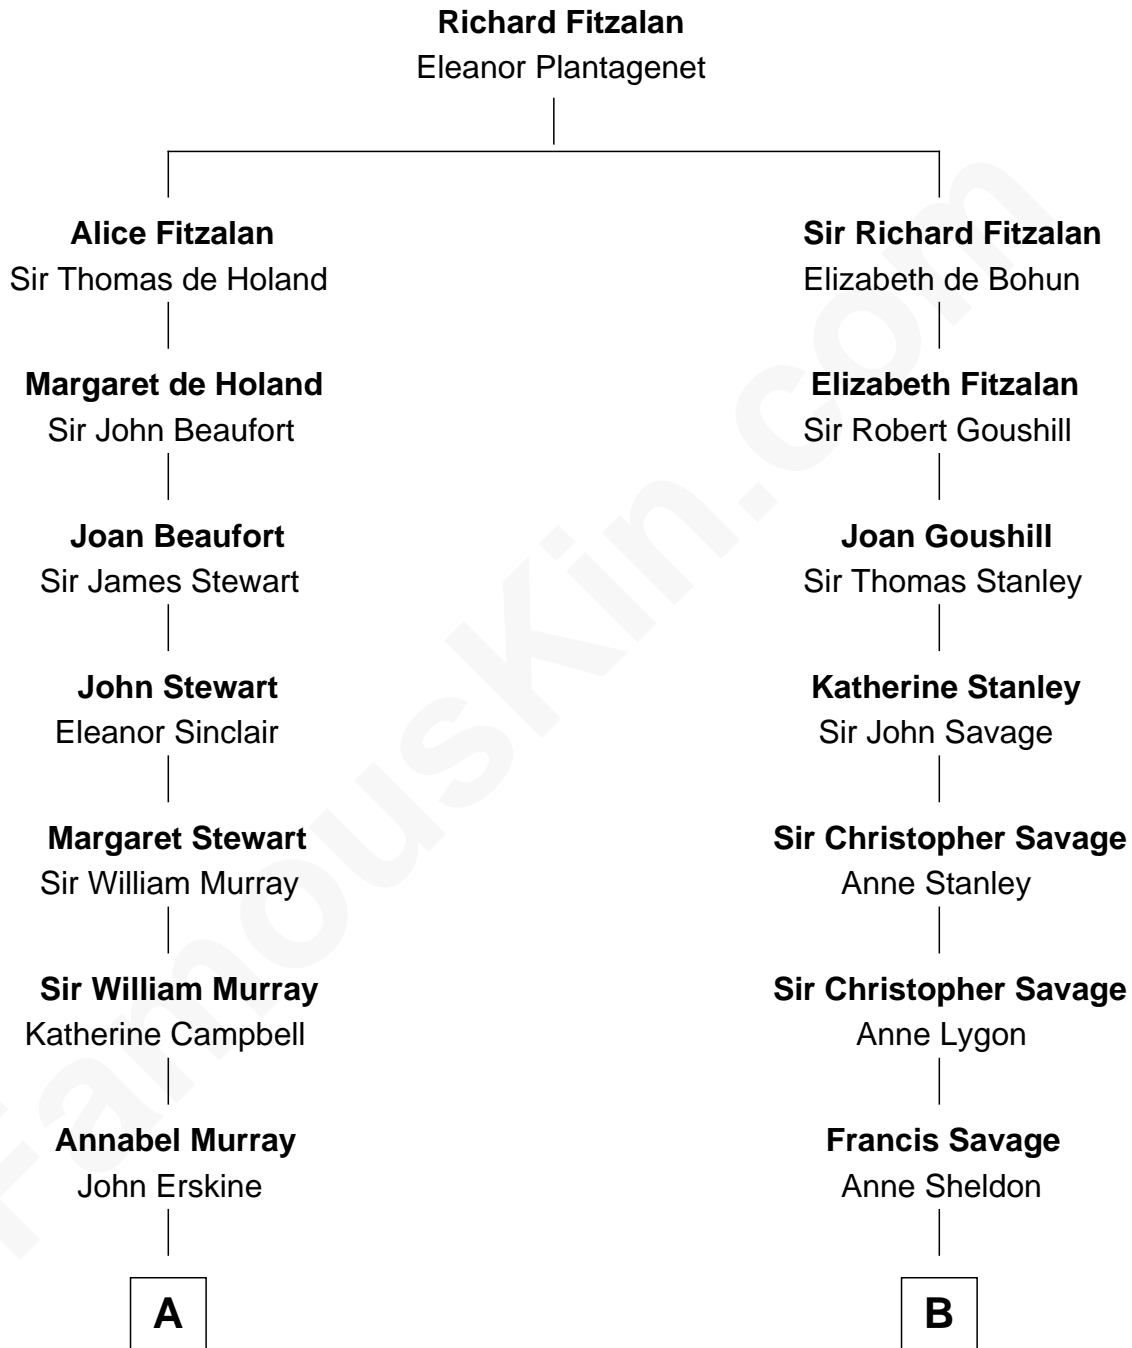 Richard Fitzalan
Eleanor Plantagenet
Alice Fitzalan
Sir Thomas de Holand
Sir Richard Fitzalan
Elizabeth de Bohun
Margaret de Holand
Sir John Beaufort
Elizabeth Fitzalan
Sir Robert Goushill
Joan Beaufort
Sir James Stewart
Joan Goushill
Sir Thomas Stanley
John Stewart
Eleanor Sinclair
Katherine Stanley
Sir John Savage
Margaret Stewart
Sir William Murray
Sir Christopher Savage
Anne Stanley
Sir William Murray
Katherine Campbell
Sir Christopher Savage
Anne Lygon
Annabel Murray
John Erskine
Francis Savage
Anne Sheldon
A
B
FamousKin.com